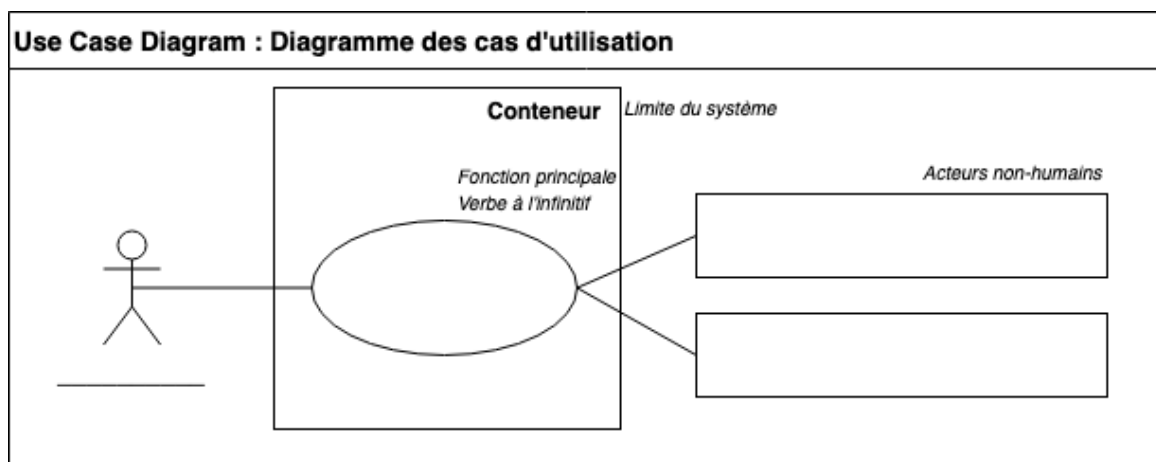 Use Case Diagram : Diagramme des cas d'utilisation
Conteneur
Limite du système
Fonction principale
Verbe à l'infinitif
Acteurs non-humains